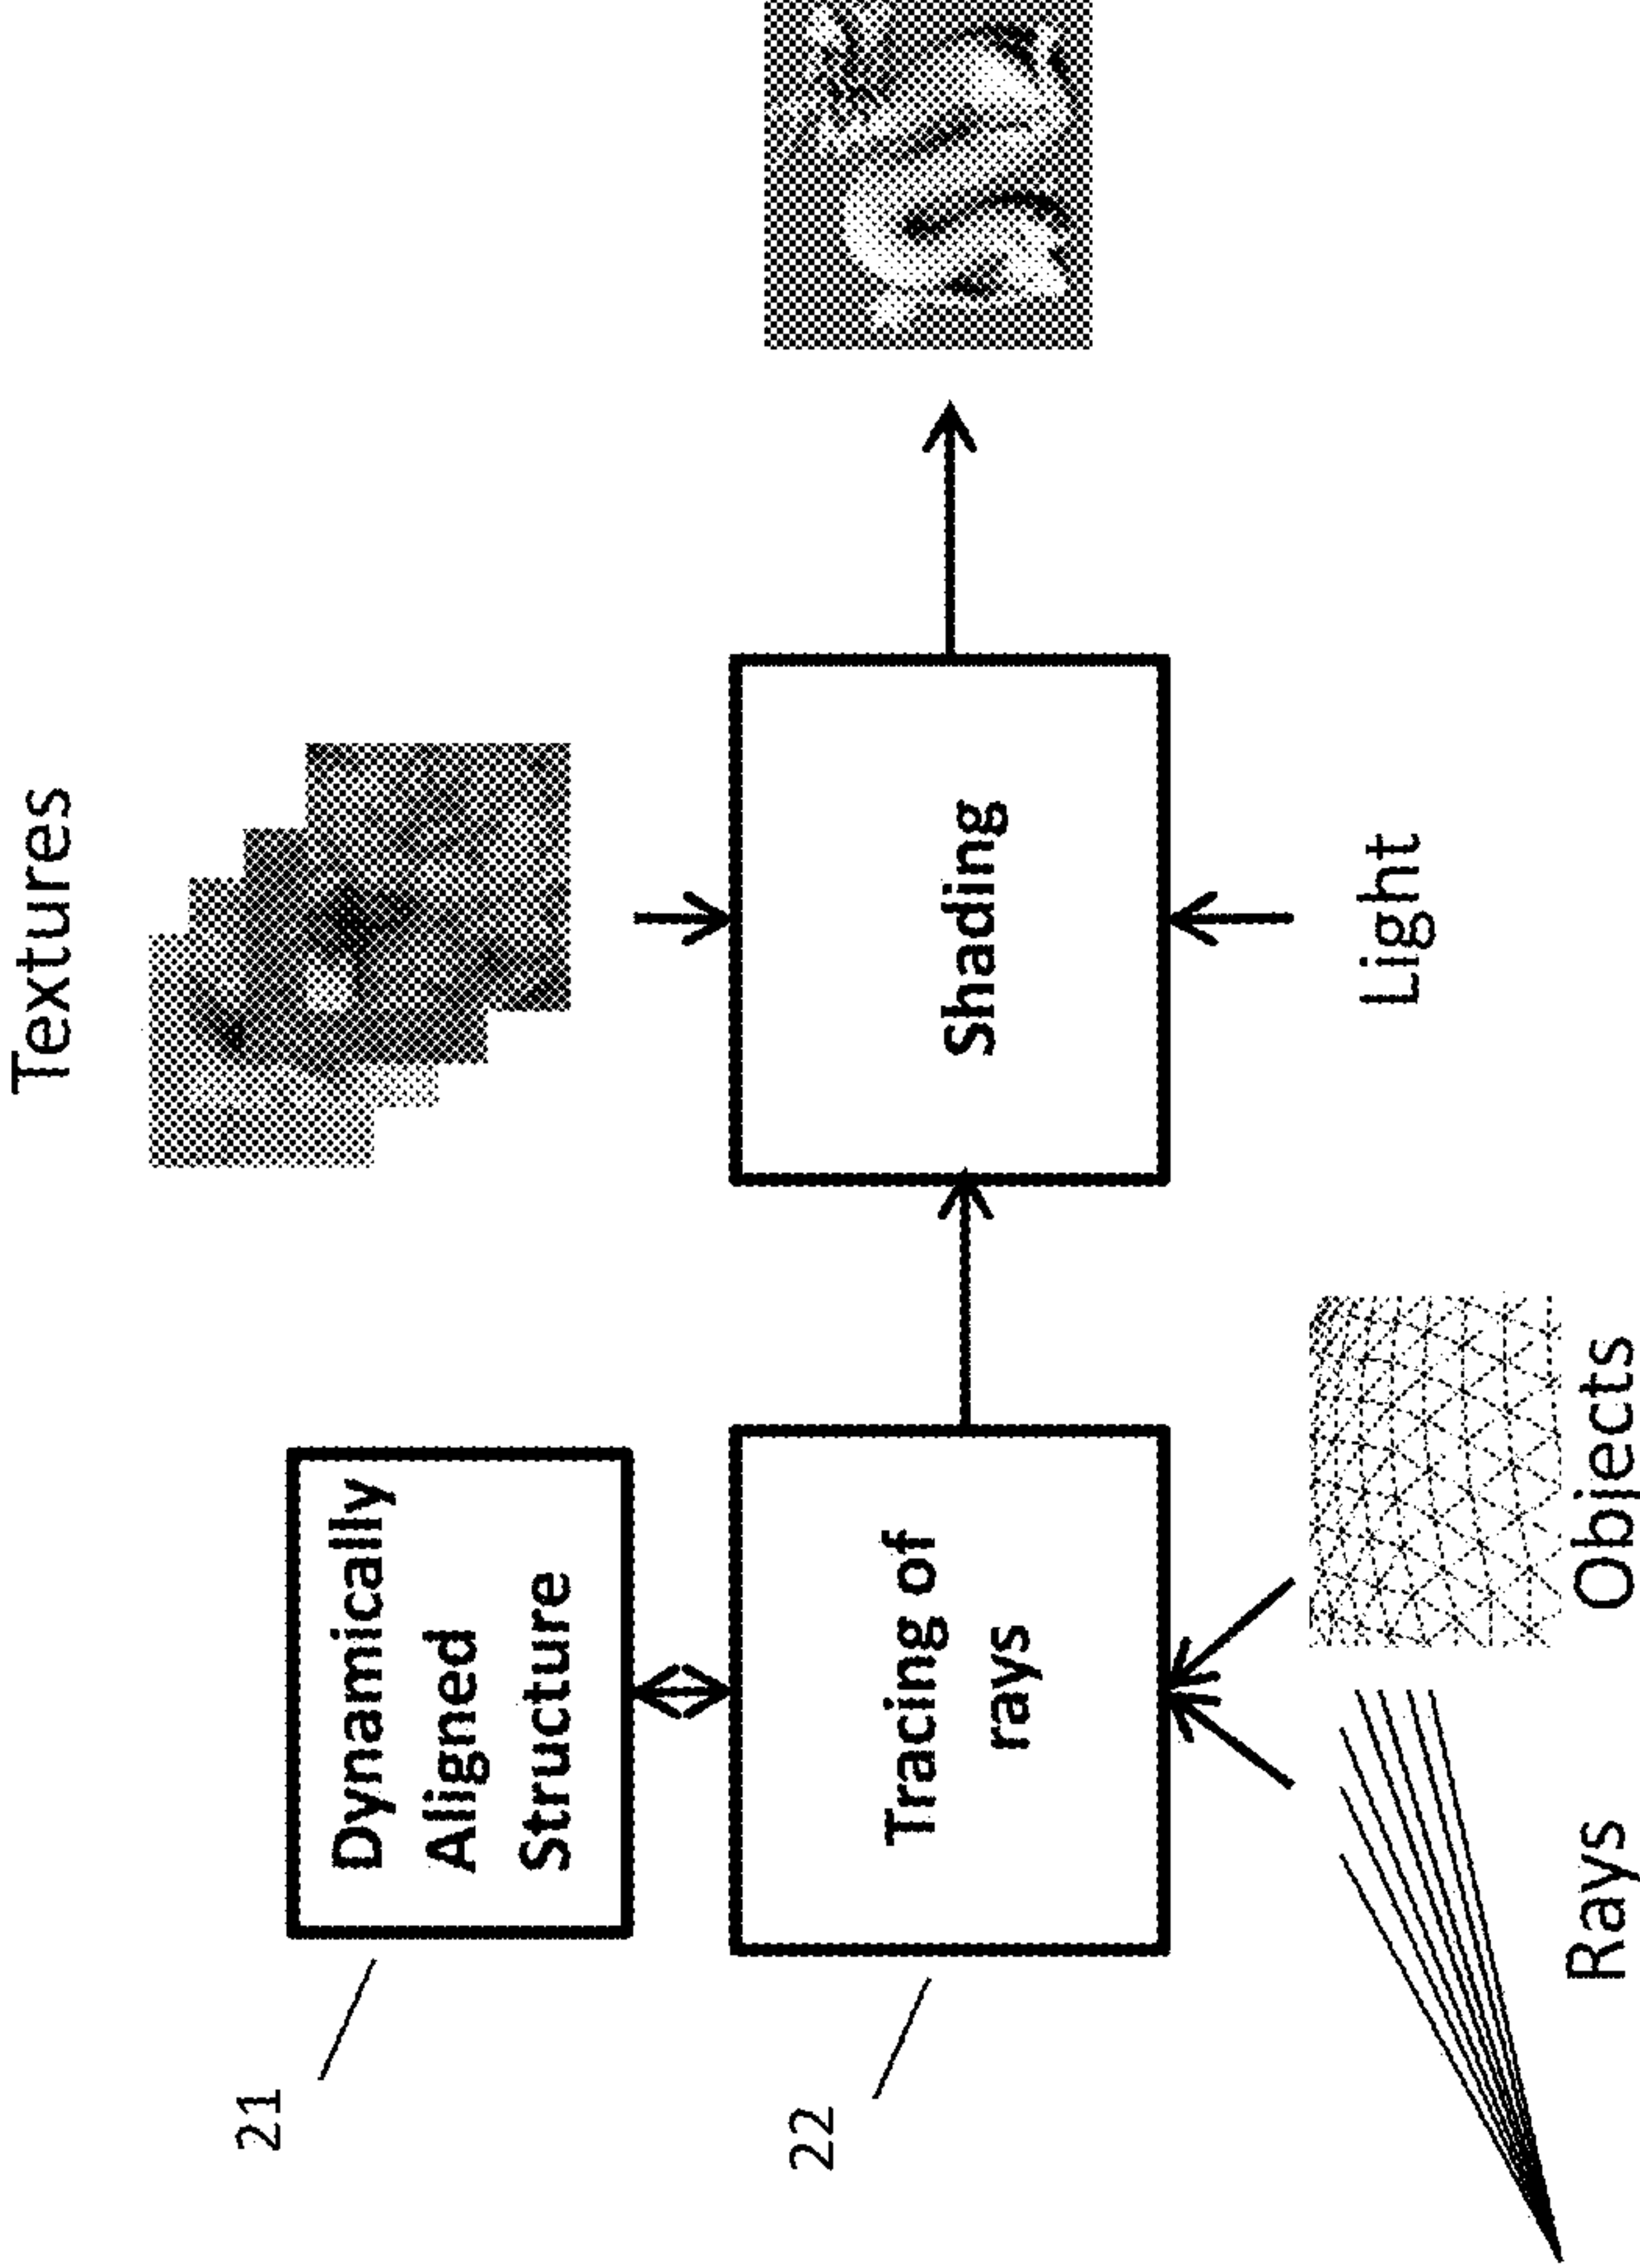 Textures
21
Dynamically
Aligned
Structure
22
Tracing of
rays
Shading
Rays
Objects
Light